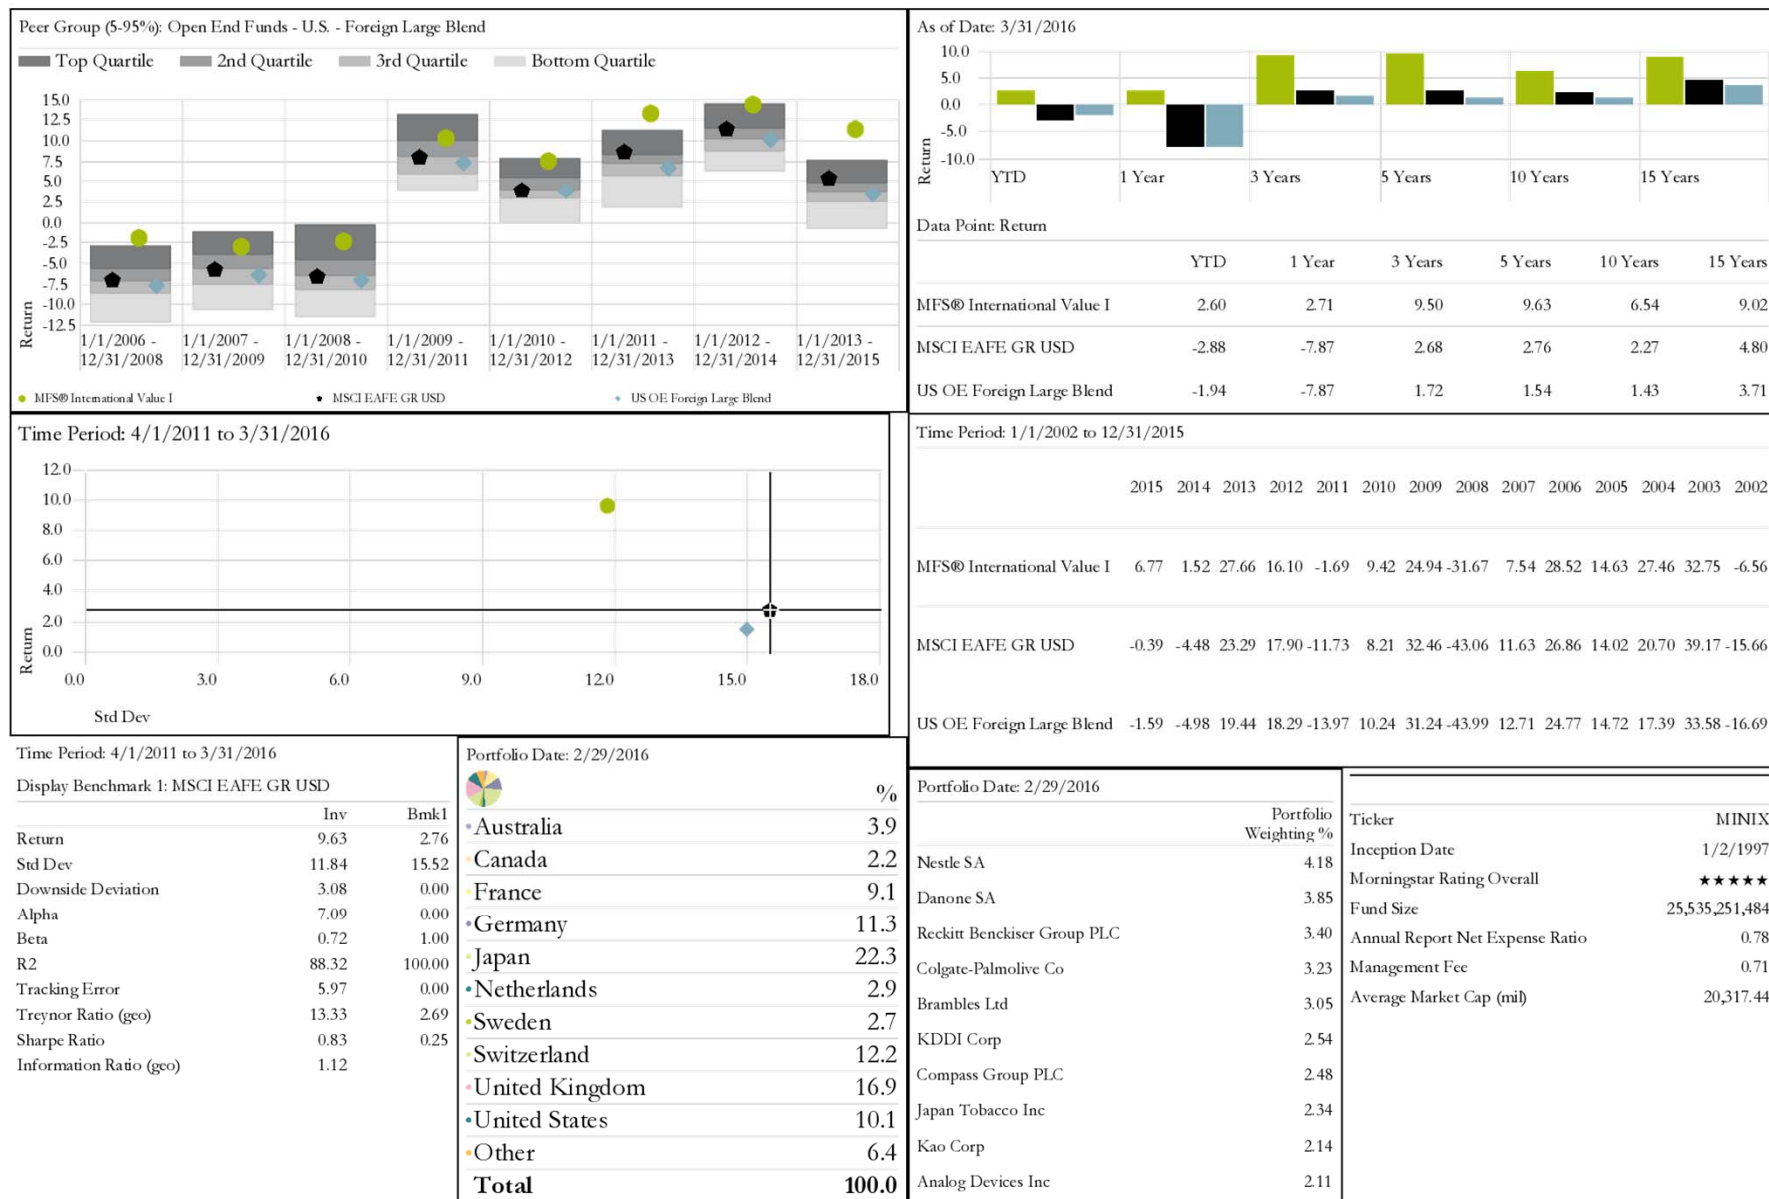 Peer Group (5-95%): Open End Funds - U.S. - Foreign Large Blend
Top Quartile 2nd Quartile 3rd Quartile Bottom Quartile
15.0
12.5
10.0
7.5
5.0
2.5
0.0
-2.5
-5.0
-7.5
-10.0
-12.5
Return
1/1/2006 - 12/31/2008
1/1/2007 - 12/31/2009
1/1/2008 - 12/31/2010
1/1/2009 - 12/31/2011
1/1/2010 - 12/31/2012
1/1/2011 - 12/31/2013
1/1/2012 - 12/31/2014
1/1/2013 - 12/31/2015
MFS® International Value I MSCI EAFE GR USD US OE Foreign Large Blend
As of Date: 3/31/2016
10.0
5.0
0.0
-5.0
-10.0
Return
YTD 1 Year 3 Years 5 Years 10 Years 15 Years
Data Point: Return
YTD 1 Year 3 Years 5 Years 10 Years 15 Years
MFS® International Value I 2.60 2.71 9.50 9.63 6.54 9.02
MSCI EAFE GR USD -2.88 -7.87 2.68 2.76 2.27 4.80
US OE Foreign Large Blend -1.94 -7.87 1.72 1.54 1.43 3.71
Time Period: 4/1/2011 to 3/31/2016
12.0
10.0
8.0
6.0
4.0
2.0
0.0
Return
0.0 3.0 6.0 9.0 12.0 15.0 18.0
Std Dev
Time Period: 1/1/2002 to 12/31/2015
2015 2014 2013 2012 2011 2010 2009 2008 2007 2006 2005 2004 2003 2002
MFS® International Value I 6.77 1.52 27.66 16.10 -1.69 9.42 24.94 -31.67 7.54 28.52 14.63 27.46 32.75 -6.56
MSCI EAFE GR USD -0.39 -4.48 23.29 17.90 -11.73 8.21 32.46 -43.06 11.63 26.86 14.02 20.70 39.17 -15.66
US OE Foreign Large Blend -1.59 -4.98 19.44 18.29 -13.97 10.24 31.24 -43.99 12.71 24.77 14.72 17.39 33.58 -16.69
Time Period: 4/1/2011 to 3/31/2016
Display Benchmark 1: MSCI EAFE GR USD
Inv Bmk1
Return 9.63 2.76
Std Dev 11.84 15.52
Downside Deviation 3.08 0.00
Alpha 7.09 0.00
Beta 0.72 1.00
R2 88.32 100.00
Tracking Error 5.97 0.00
Treynor Ratio (geo) 13.33 2.69
Sharpe Ratio 0.83 0.25
Information Ratio (geo) 1.12
Portfolio Date: 2/29/2016
%
Australia 3.9
Canada 2.2
France 9.1
Germany 11.3
Japan 22.3
Netherlands 2.9
Sweden 2.7
Switzerland 12.2
United Kingdom 16.9
United States 10.1
Other 6.4
Total 100.0
Portfolio Date: 2/29/2016
Portfolio
Weighting %
Nestle SA 4.18
Danone SA 3.85
Reckitt Benckiser Group PLC 3.40
Colgate-Palmolive Co 3.23
Brambles Ltd 3.05
KDDI Corp 2.54
Compass Group PLC 2.48
Japan Tobacco Inc 2.34
Kao Corp 2.14
Analog Devices Inc 2.11
Ticker MINIX
Inception Date 1/2/1997
Morningstar Rating Overall ★★★★★
Fund Size 25,535,251,484
Annual Report Net Expense Ratio 0.78
Management Fee 0.71
Average Market Cap (mil) 20,317.44